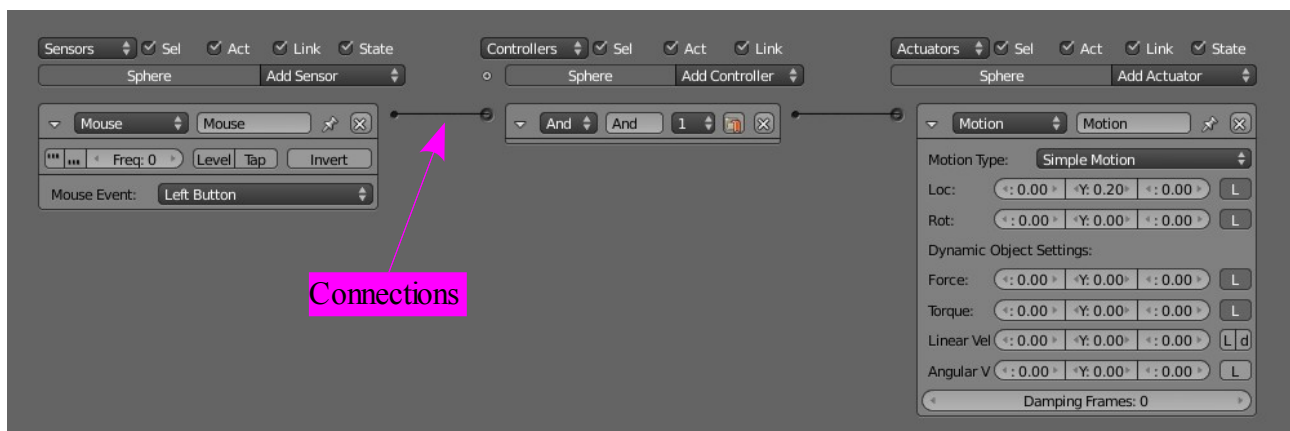 Sensors Sel Act Link State Controllers Sel Act Link Actuators Sel Act Link State
Sphere Add Sensor Sphere Add Controller Sphere Add Actuator
Mouse Mouse And And 1 Motion Motion
Freq: 0 Level Tap Invert Motion Type: Simple Motion
Mouse Event: Left Button Loc: : 0.00 Y: 0.20 : 0.00 L
Rot: : 0.00 Y: 0.00 : 0.00 L
Dynamic Object Settings:
Connections
Force: : 0.00 Y: 0.00 : 0.00 L
Torque: : 0.00 Y: 0.00 : 0.00 L
Linear Vel : 0.00 Y: 0.00 : 0.00 L d
Angular V : 0.00 Y: 0.00 : 0.00 L
Damping Frames: 0